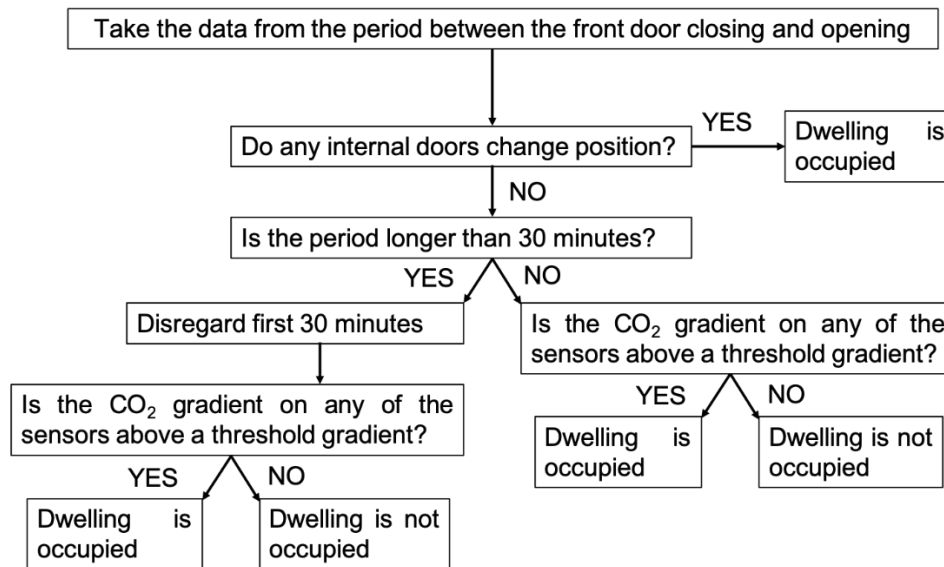 Take the data from the period between the front door closing and opening
YES
Do any internal doors change position?
Dwelling is
occupied
NO
Is the period longer than 30 minutes?
YES
NO
Disregard first 30 minutes
Is the CO₂ gradient on any of the
sensors above a threshold gradient?
Is the CO₂ gradient on any of the
sensors above a threshold gradient?
YES
NO
Dwelling is
occupied
Dwelling is not
occupied
YES
NO
Dwelling is
occupied
Dwelling is not
occupied